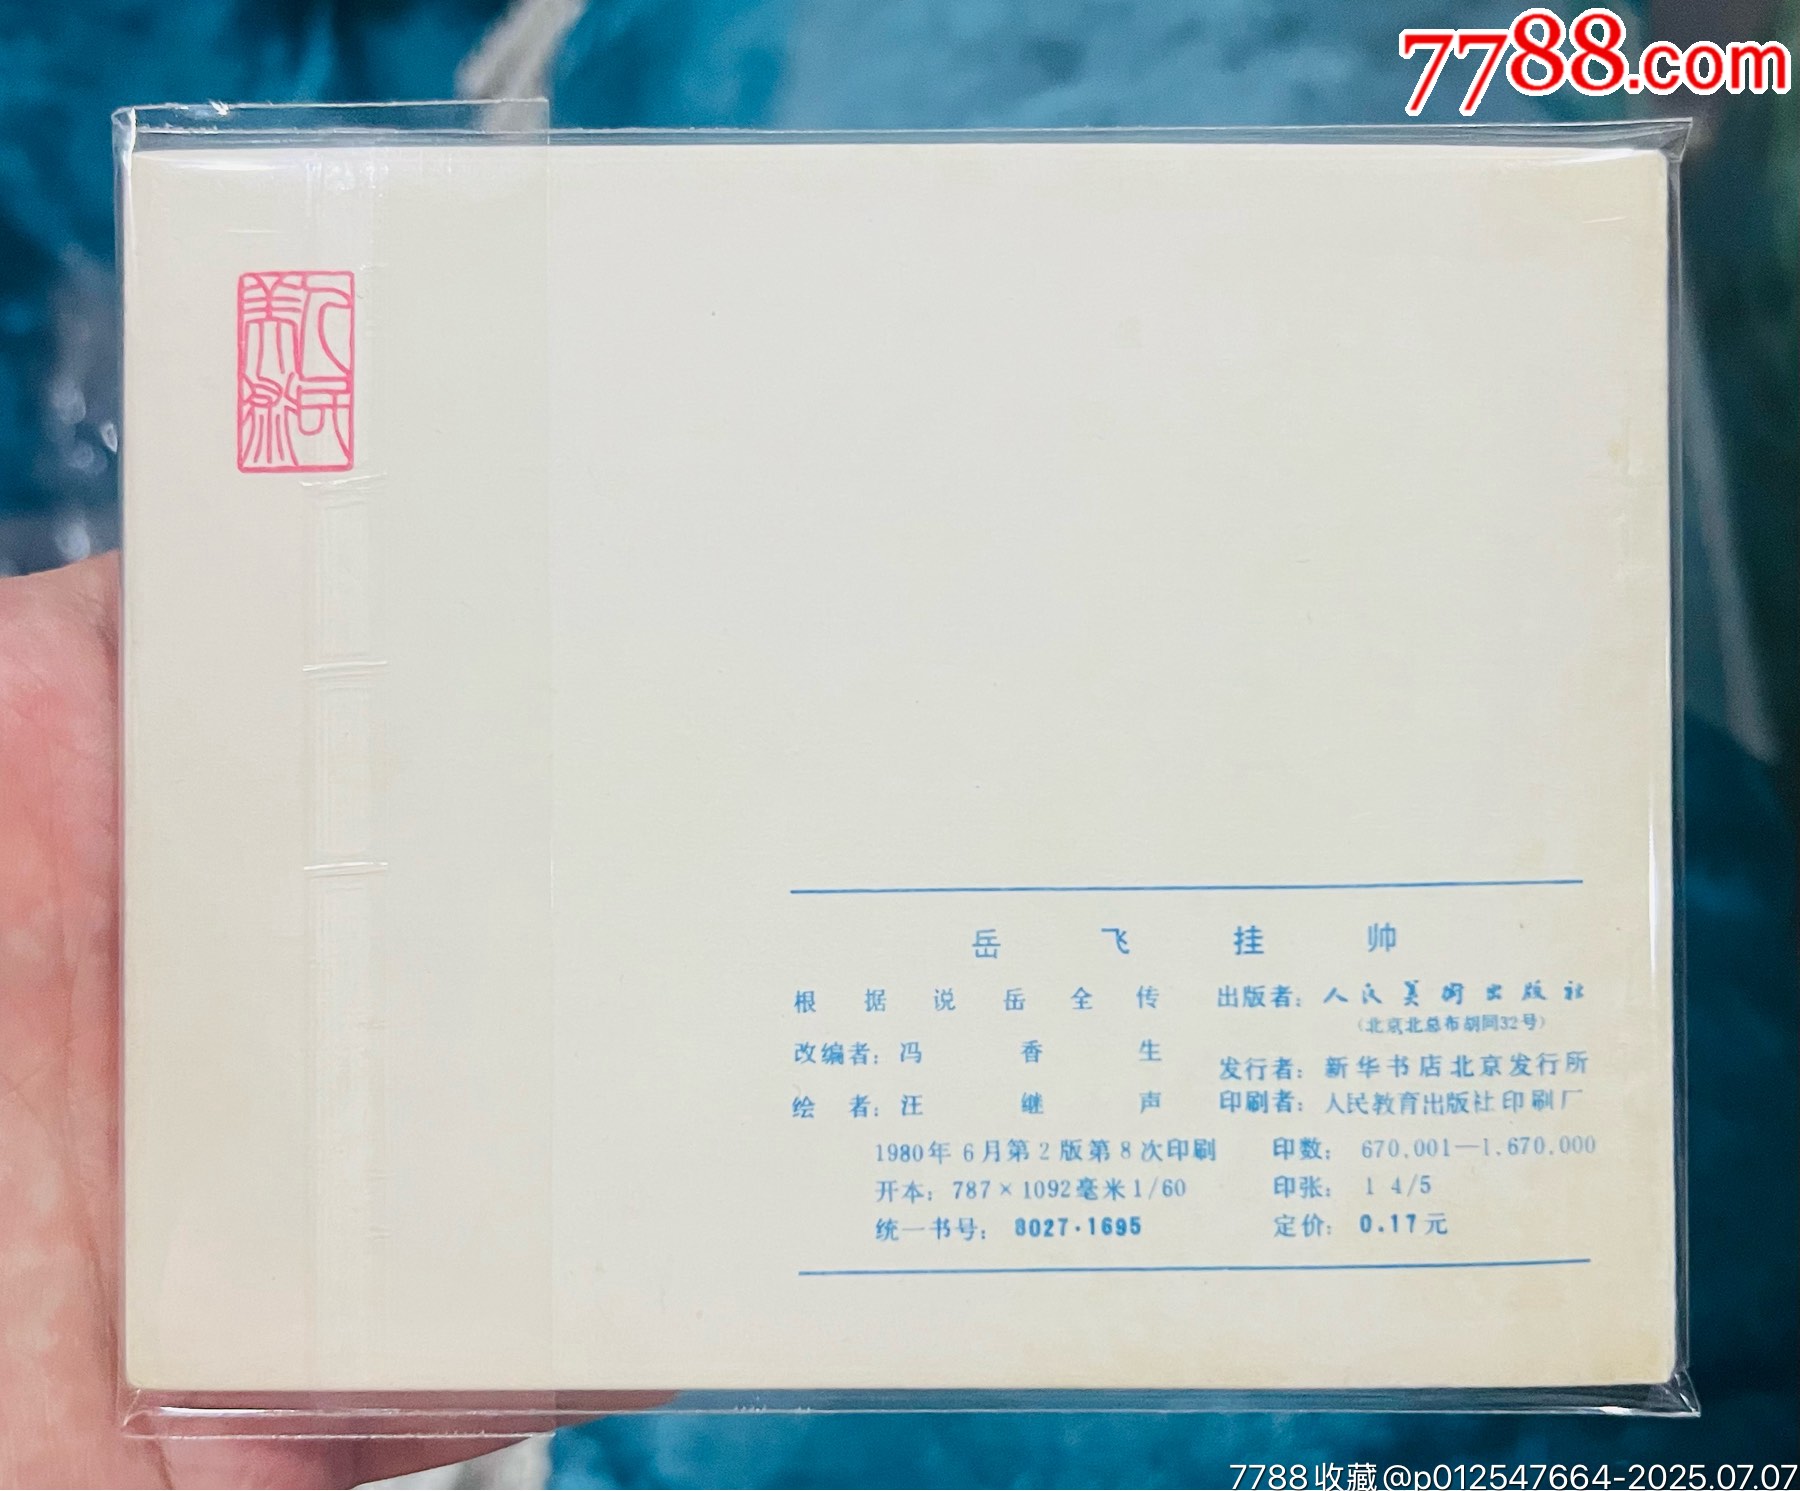 7788.com
人民
美术
岳飞挂帅
根据说岳全传
改编者：冯香生
绘者：汪继声
出版者：人民美术出版社
（北京北总布胡同32号）
发行者：新华书店北京发行所
印刷者：人民教育出版社印刷厂
1980年6月第2版第8次印刷 印数：670,001—1,670,000
开本：787×1092毫米1/60 印张：1 4/5
统一书号：8027·1695 定价：0.17元
7788收藏@p012547664-2025.07.07